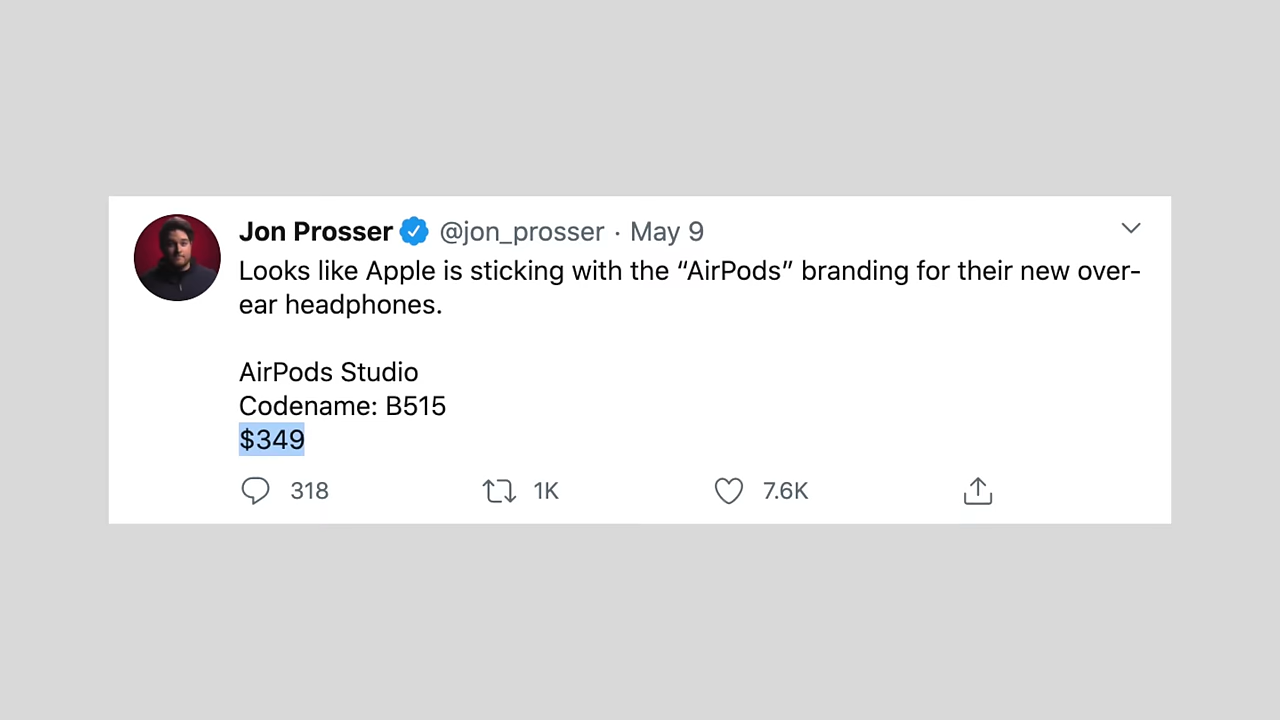 Jon Prosser @jon_prosser · May 9
Looks like Apple is sticking with the “AirPods” branding for their new over-
ear headphones.
AirPods Studio
Codename: B515
$349
318 1K 7.6K